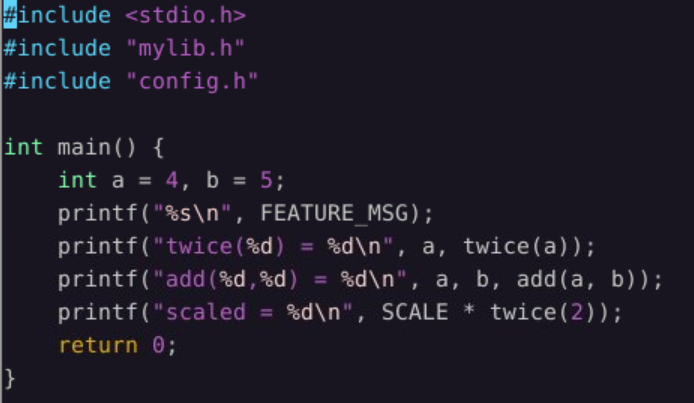 #include <stdio.h>
#include "mylib.h"
#include "config.h"

int main() {
    int a = 4, b = 5;
    printf("%s\n", FEATURE_MSG);
    printf("twice(%d) = %d\n", a, twice(a));
    printf("add(%d,%d) = %d\n", a, b, add(a, b));
    printf("scaled = %d\n", SCALE * twice(2));
    return 0;
}